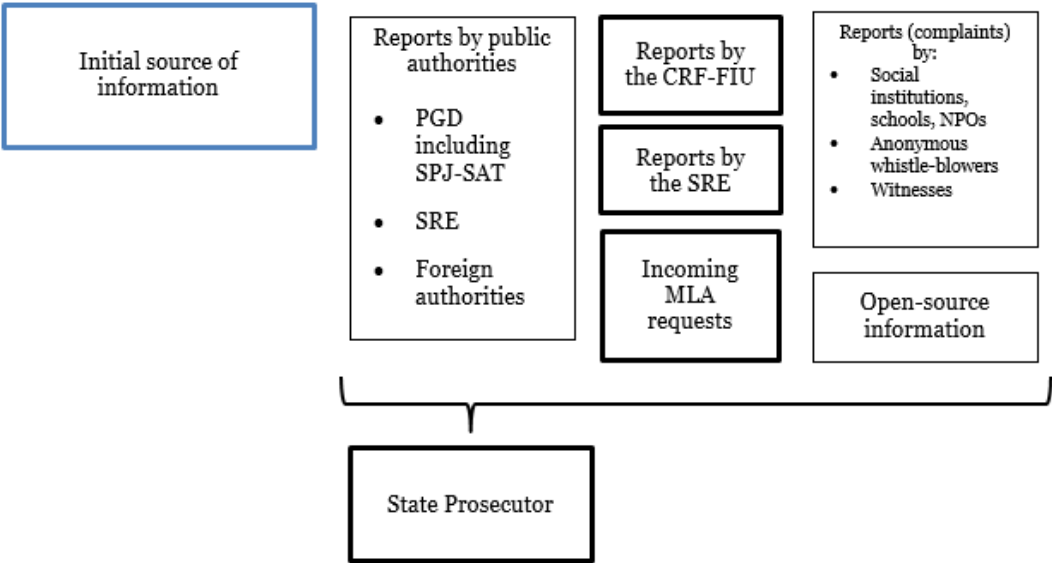 Initial source of
information
Reports by public
authorities
• PGD
including
SPJ-SAT
• SRE
• Foreign
authorities
Reports by
the CRF-FIU
Reports by
the SRE
Incoming
MLA
requests
Reports (complaints)
by:
• Social
institutions,
schools, NPOs
• Anonymous
whistle-blowers
• Witnesses
Open-source
information
State Prosecutor